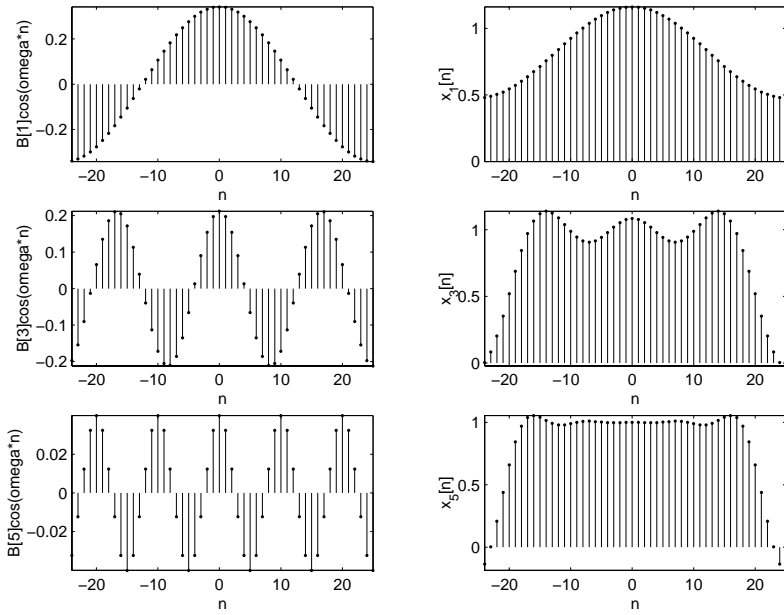 B[1]cos(omega*n)
0.2
0
−0.2
−20 −10 0 10 20
n
x1[n]
1
0.5
0
−20 −10 0 10 20
n
B[3]cos(omega*n)
0.2
0.1
0
−0.1
−0.2
−20 −10 0 10 20
n
x3[n]
1
0.5
0
−20 −10 0 10 20
n
B[5]cos(omega*n)
0.02
0
−0.02
−20 −10 0 10 20
n
x5[n]
1
0.5
0
−20 −10 0 10 20
n